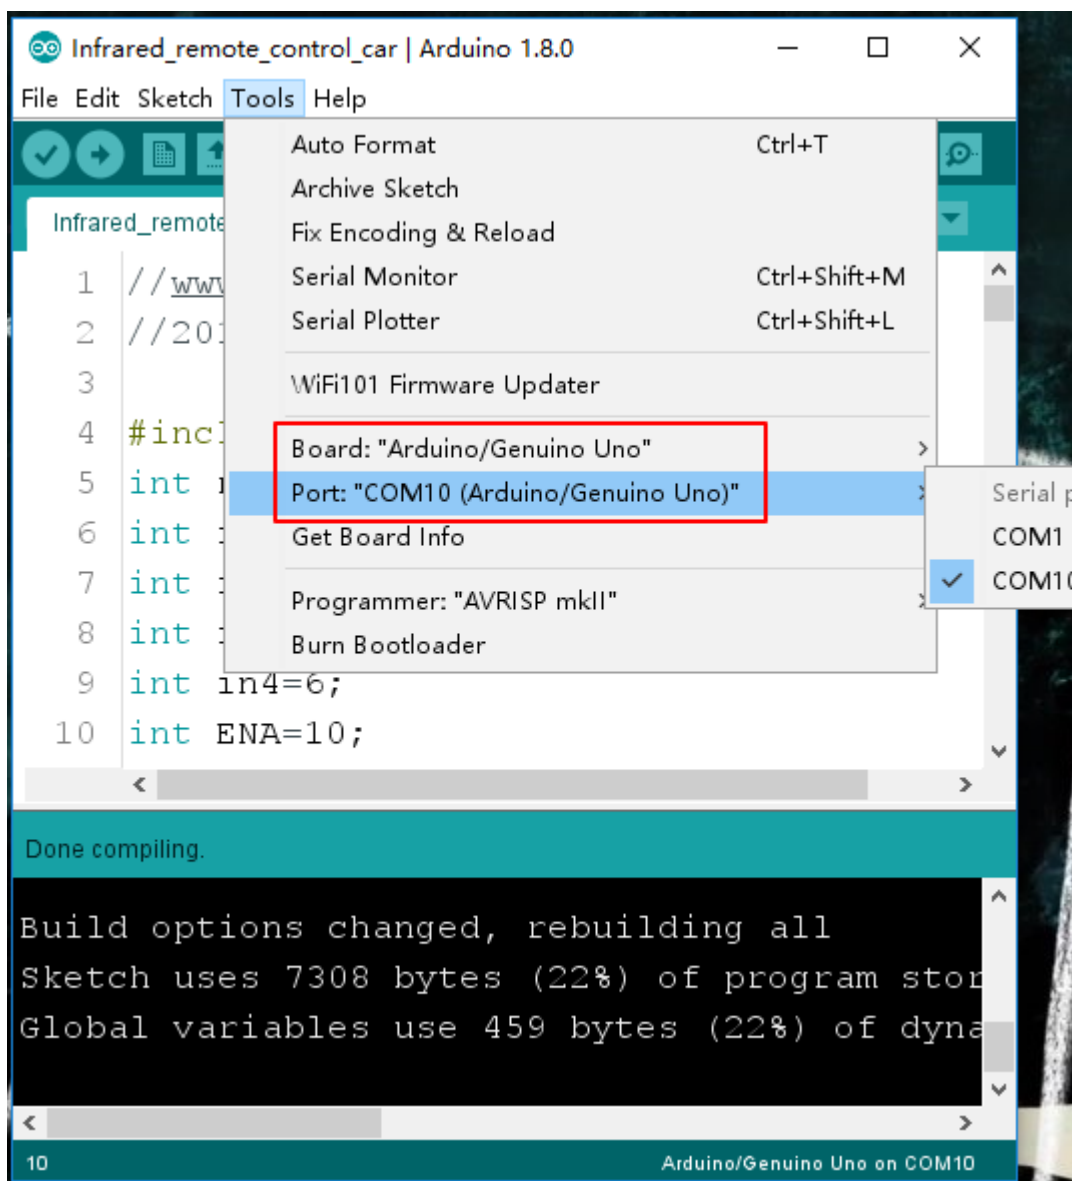 Infrared_remote_control_car | Arduino 1.8.0
File Edit Sketch Tools Help
Auto Format Ctrl+T
Archive Sketch
Fix Encoding & Reload
Serial Monitor Ctrl+Shift+M
Serial Plotter Ctrl+Shift+L
WiFi101 Firmware Updater
Board: "Arduino/Genuino Uno"
Port: "COM10 (Arduino/Genuino Uno)"
Get Board Info
Programmer: "AVRISP mkII"
Burn Bootloader
Serial
COM1
COM10
Infrared_remote
1 //www
2 //201
3
4 #incl
5 int
6 int
7 int
8 int
9 int in4=6;
10 int ENA=10;
Done compiling.
Build options changed, rebuilding all
Sketch uses 7308 bytes (22%) of program stor
Global variables use 459 bytes (22%) of dyna
10 Arduino/Genuino Uno on COM10